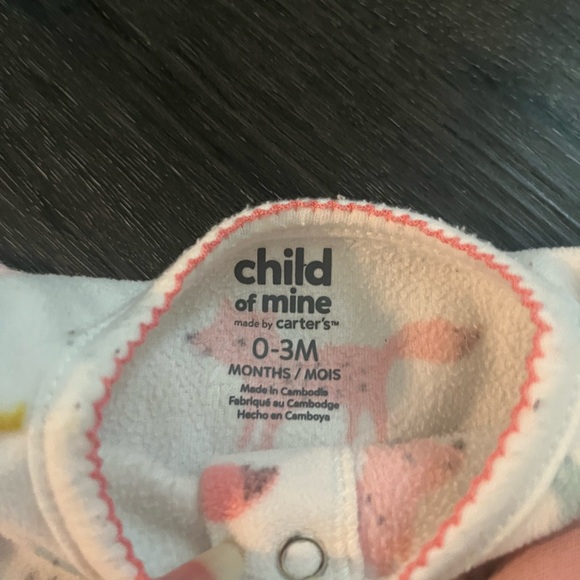 child
of mine
made by carter's™
0-3M
MONTHS / MOIS
Made in Cambodia
Fabriqué au Cambodge
Hecho en Camboya